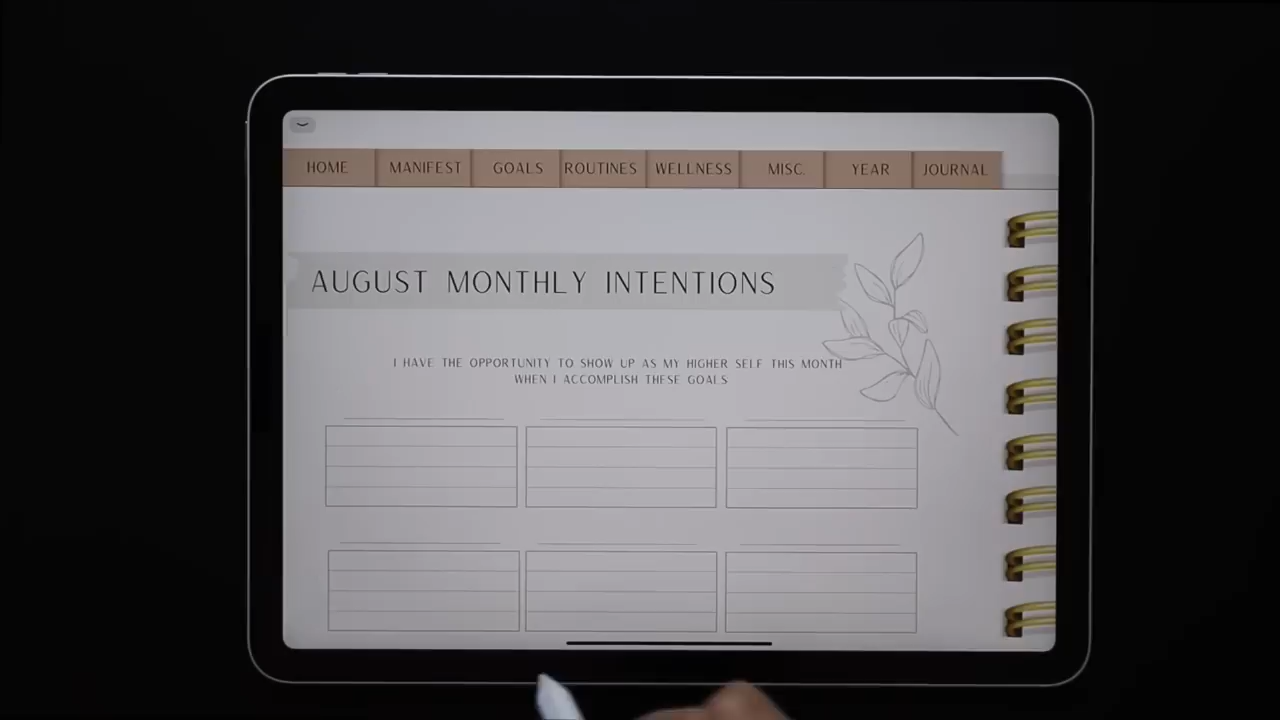 HOME MANIFEST GOALS ROUTINES WELLNESS MISC. YEAR JOURNAL
AUGUST MONTHLY INTENTIONS
I HAVE THE OPPORTUNITY TO SHOW UP AS MY HIGHER SELF THIS MONTH
WHEN I ACCOMPLISH THESE GOALS